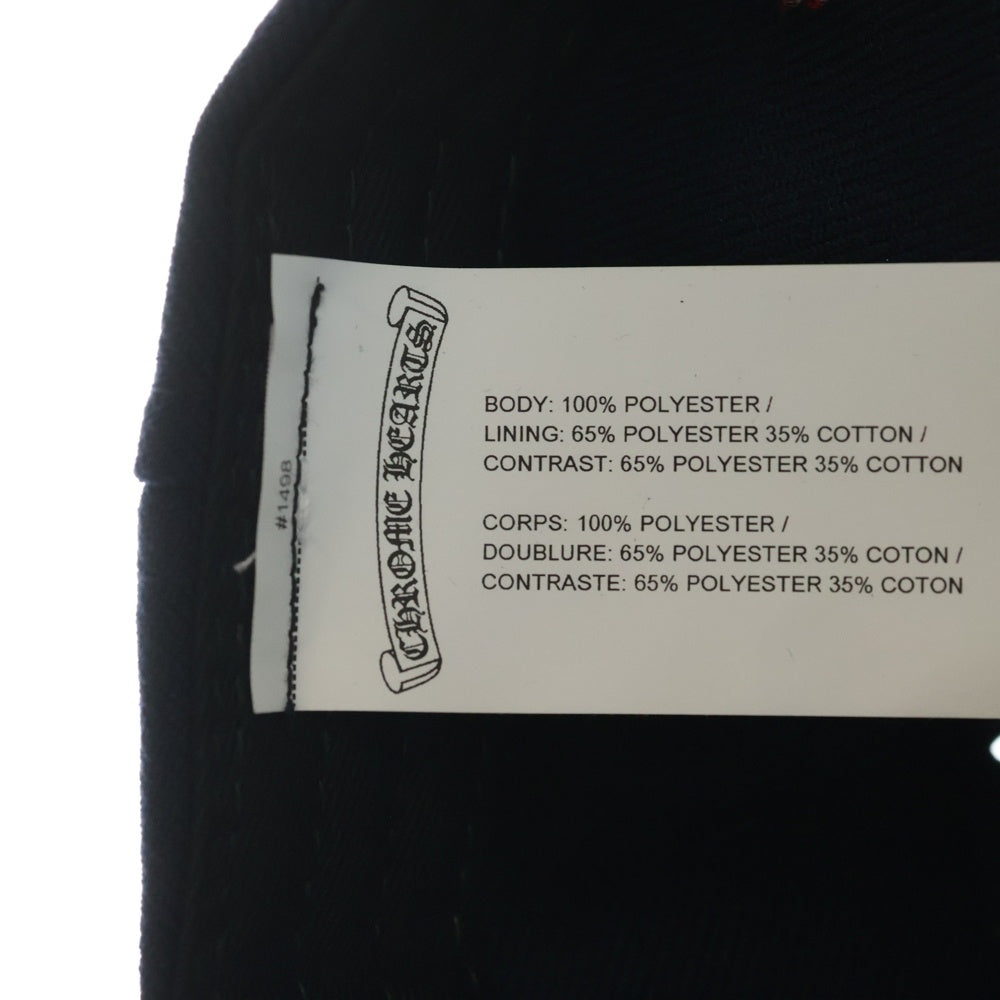 #1498
CHROME HEARTS
BODY: 100% POLYESTER /
LINING: 65% POLYESTER 35% COTTON /
CONTRAST: 65% POLYESTER 35% COTTON
CORPS: 100% POLYESTER /
DOUBLURE: 65% POLYESTER 35% COTON /
CONTRASTE: 65% POLYESTER 35% COTON